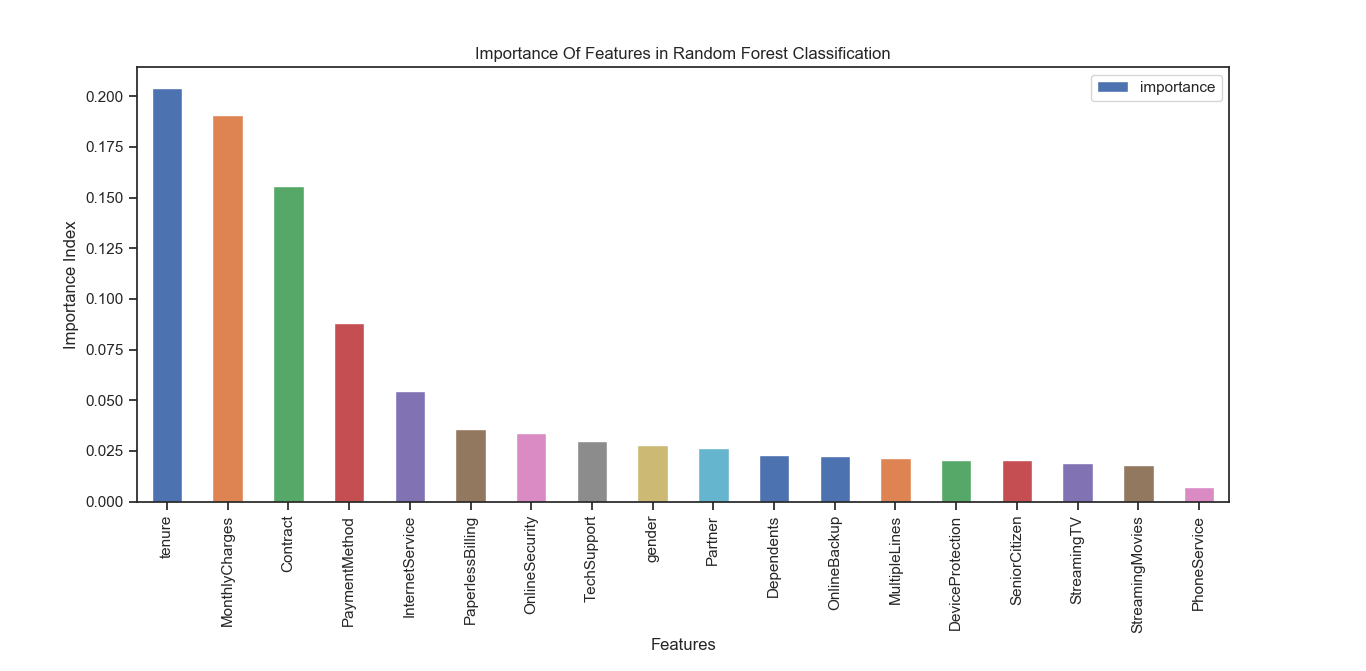 Importance Of Features in Random Forest Classification
importance
0.200
0.175
0.150
0.125
0.100
0.075
0.050
0.025
0.000
Importance Index
tenure
MonthlyCharges
Contract
PaymentMethod
InternetService
PaperlessBilling
OnlineSecurity
TechSupport
gender
Partner
Dependents
OnlineBackup
MultipleLines
DeviceProtection
SeniorCitizen
StreamingTV
StreamingMovies
PhoneService
Features